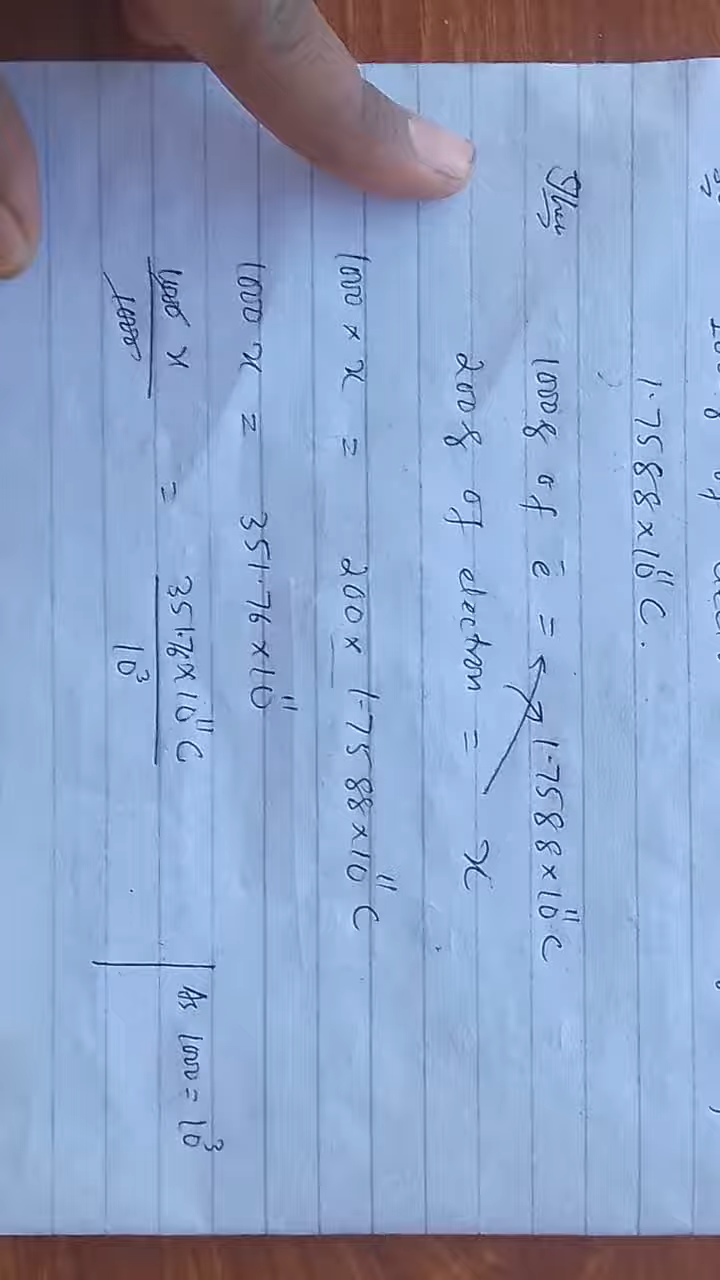 1.7588 × 10¹¹ C.
Thus 1000g of ē = 1.7588 × 10¹¹ C
200g of electron = x
1000 × x = 200 × 1.7588 × 10¹¹ C
1000 x = 351.76 × 10¹¹
1000 x / 1000 = 351.76 × 10¹¹ C / 10³ | As 1000 = 10³